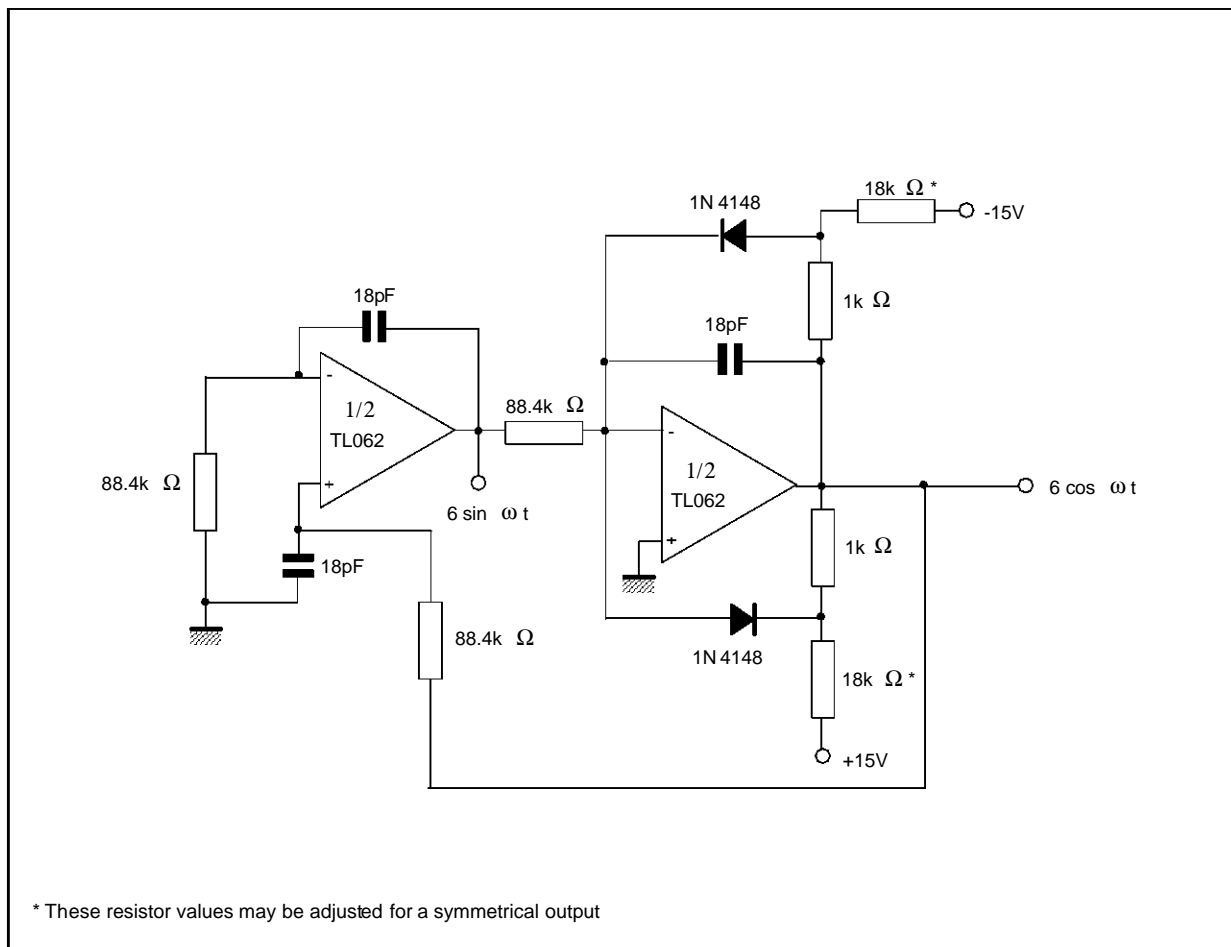 18k Ω *
1N 4148
-15V
1k Ω
18pF
18pF
-
1/2
TL062
88.4k Ω
-
1/2
TL062
88.4k Ω
+
6 sin ω t
6 cos ω t
+
1k Ω
18pF
88.4k Ω
1N 4148
18k Ω *
+15V
* These resistor values may be adjusted for a symmetrical output